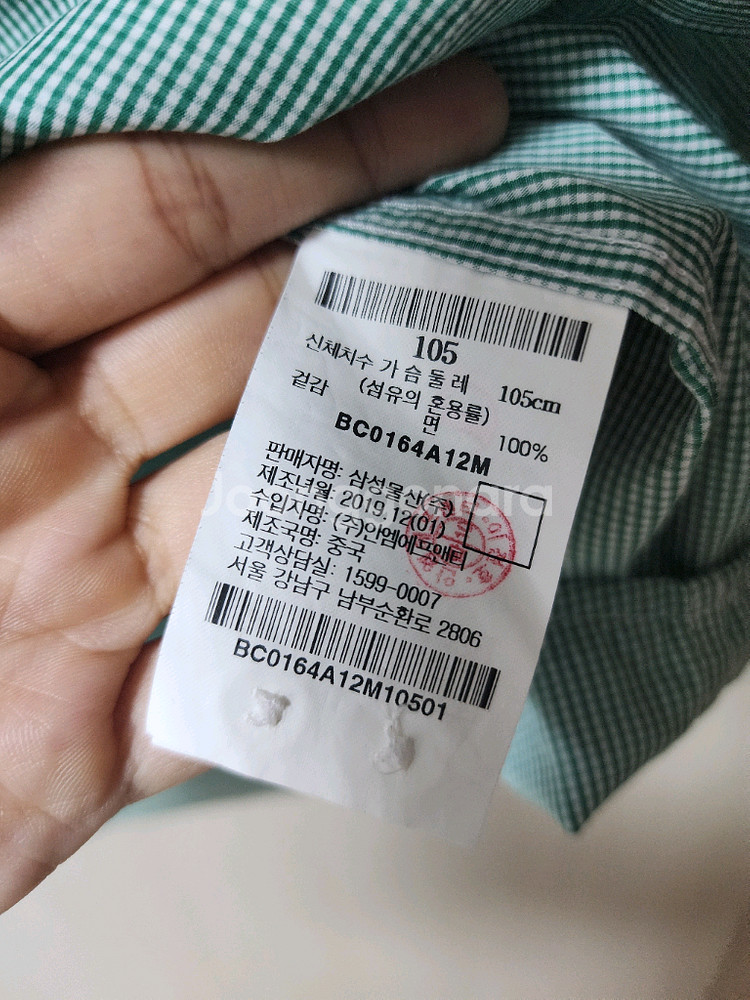 105
신체치수 가슴둘레 105cm
겉감 (섬유의 혼용률)
면 100%
BC0164A12M
판매자명: 삼성물산(주)
제조년월: 2019.12(01)
수입자명: (주)안엠에프앤티
제조국명: 중국
고객상담실: 1599-0007
서울 강남구 남부순환로 2806
BC0164A12M10501